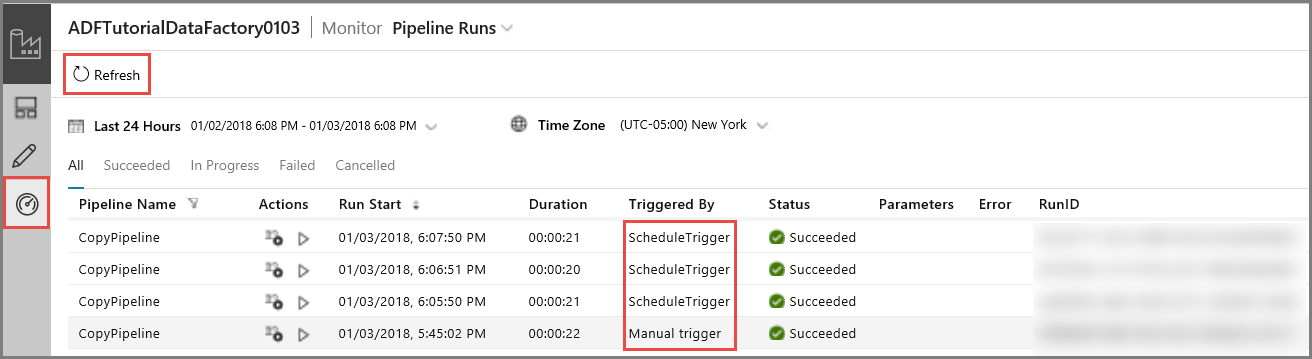 ADFTutorialDataFactory0103 Monitor Pipeline Runs
Refresh
Last 24 Hours 01/02/2018 6:08 PM - 01/03/2018 6:08 PM Time Zone (UTC-05:00) New York
All Succeeded In Progress Failed Cancelled
Pipeline Name Actions Run Start Duration Triggered By Status Parameters Error RunID
CopyPipeline 01/03/2018, 6:07:50 PM 00:00:21 ScheduleTrigger Succeeded
CopyPipeline 01/03/2018, 6:06:51 PM 00:00:20 ScheduleTrigger Succeeded
CopyPipeline 01/03/2018, 6:05:50 PM 00:00:21 ScheduleTrigger Succeeded
CopyPipeline 01/03/2018, 5:45:02 PM 00:00:22 Manual trigger Succeeded